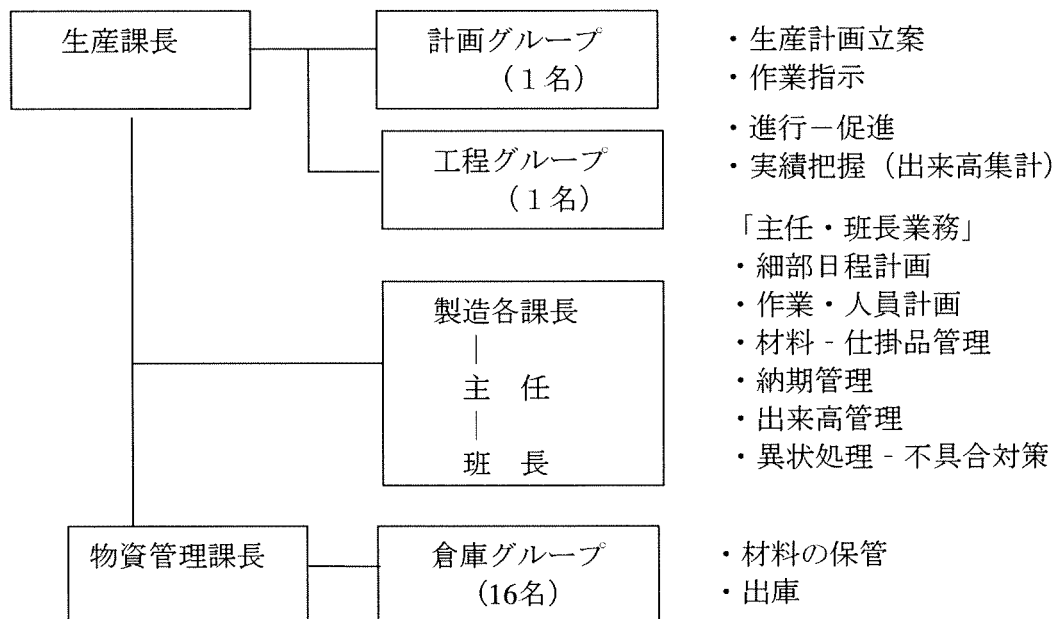 生産課長
計画グループ
(1名)
・生産計画立案
・作業指示
工程グループ
(1名)
・進行－促進
・実績把握（出来高集計）
製造各課長
主　任
班　長
「主任・班長業務」
・細部日程計画
・作業・人員計画
・材料‐仕掛品管理
・納期管理
・出来高管理
・異状処理‐不具合対策
物資管理課長
倉庫グループ
(16名)
・材料の保管
・出庫